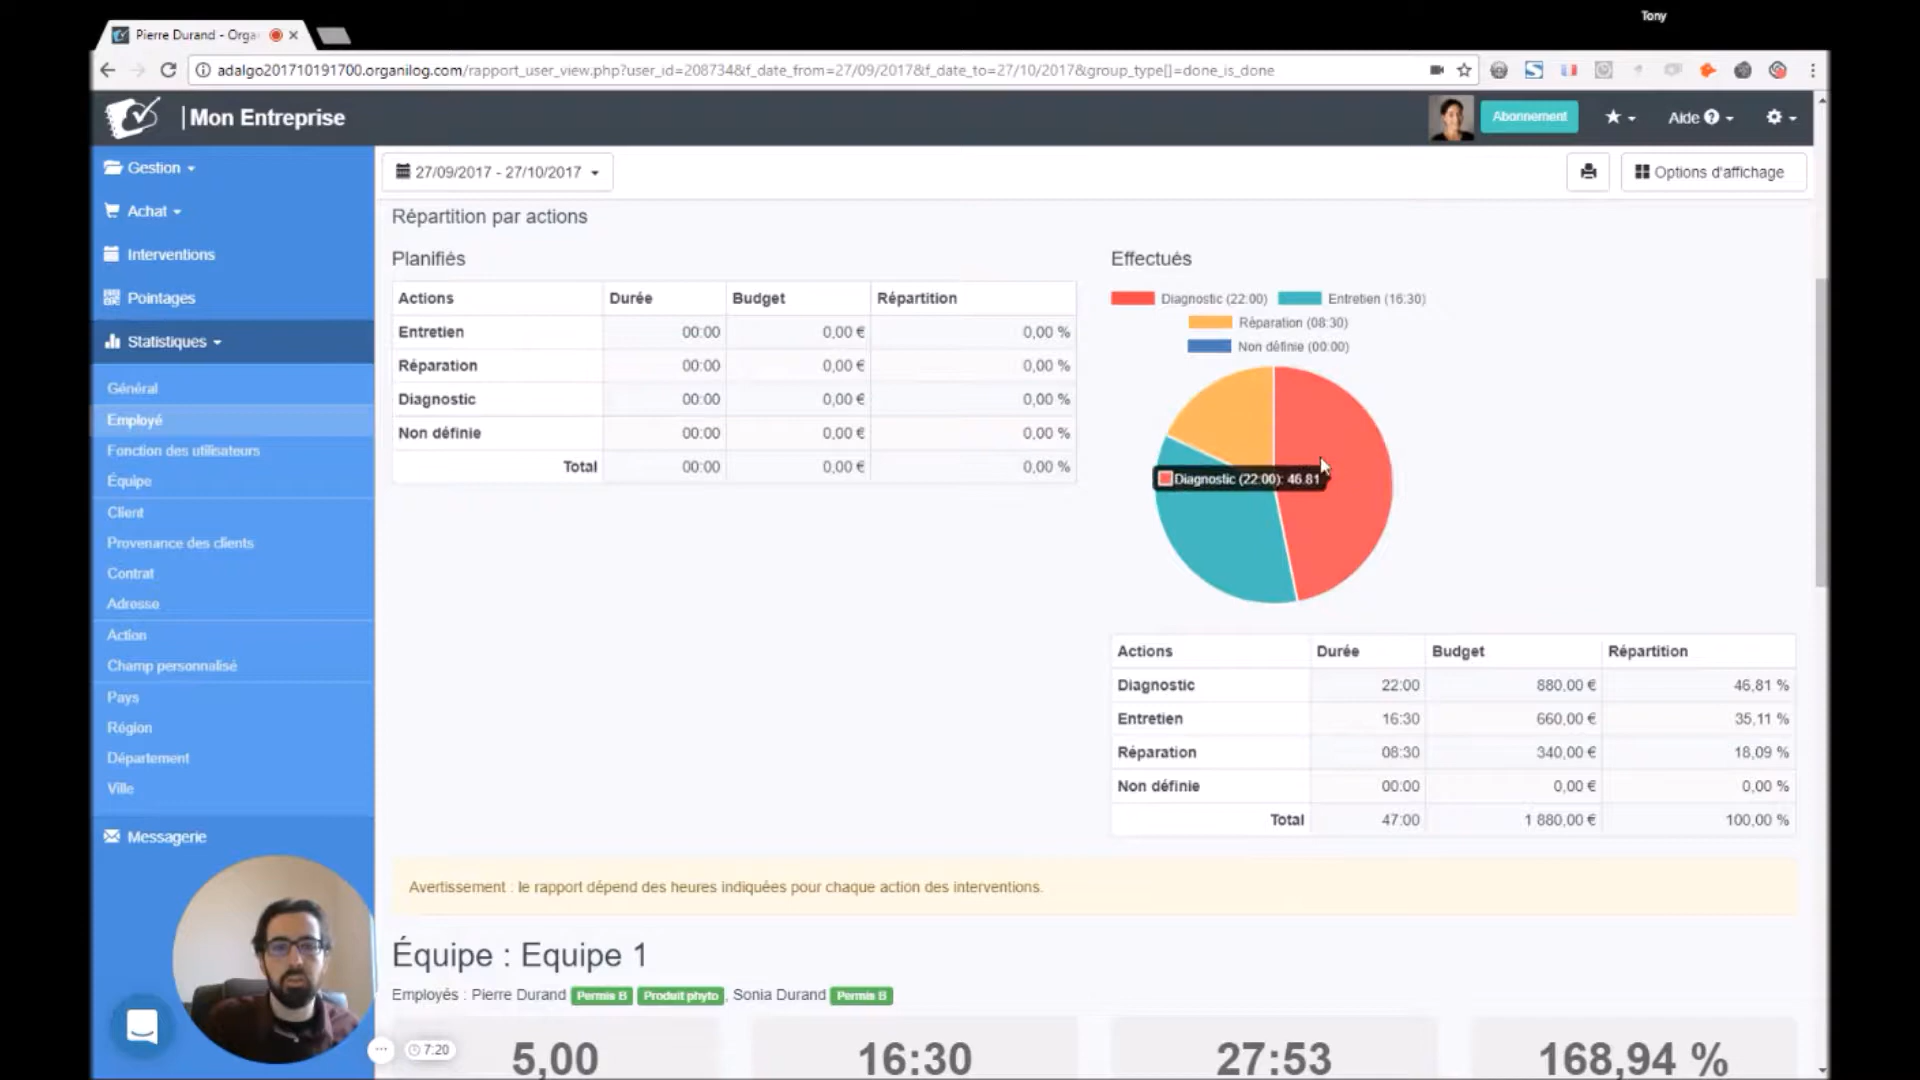 Tony
Pierre Durand - Orga
adalgo201710191700.organilog.com/rapport_user_view.php?user_id=208734&f_date_from=27/09/2017&f_date_to=27/10/2017&group_type[]=done_is_done
| Mon Entreprise
Abonnement
Aide
Gestion
Achat
Interventions
Pointages
Statistiques
Général
Employé
Fonction des utilisateurs
Équipe
Client
Provenance des clients
Contrat
Adresse
Action
Champ personnalisé
Pays
Région
Département
Ville
Messagerie
27/09/2017 - 27/10/2017
Options d'affichage
Répartition par actions
Planifiés
Actions Durée Budget Répartition
Entretien 00:00 0,00 € 0,00 %
Réparation 00:00 0,00 € 0,00 %
Diagnostic 00:00 0,00 € 0,00 %
Non définie 00:00 0,00 € 0,00 %
Total 00:00 0,00 € 0,00 %
Effectués
Diagnostic (22:00) Entretien (16:30)
Réparation (08:30)
Non définie (00:00)
Diagnostic (22:00): 46.81
Actions Durée Budget Répartition
Diagnostic 22:00 880,00 € 46,81 %
Entretien 16:30 660,00 € 35,11 %
Réparation 08:30 340,00 € 18,09 %
Non définie 00:00 0,00 € 0,00 %
Total 47:00 1 880,00 € 100,00 %
Avertissement : le rapport dépend des heures indiquées pour chaque action des interventions.
Équipe : Equipe 1
Employés : Pierre Durand Permis B Produit phyto , Sonia Durand Permis B
5,00 16:30 27:53 168,94 %
7:20